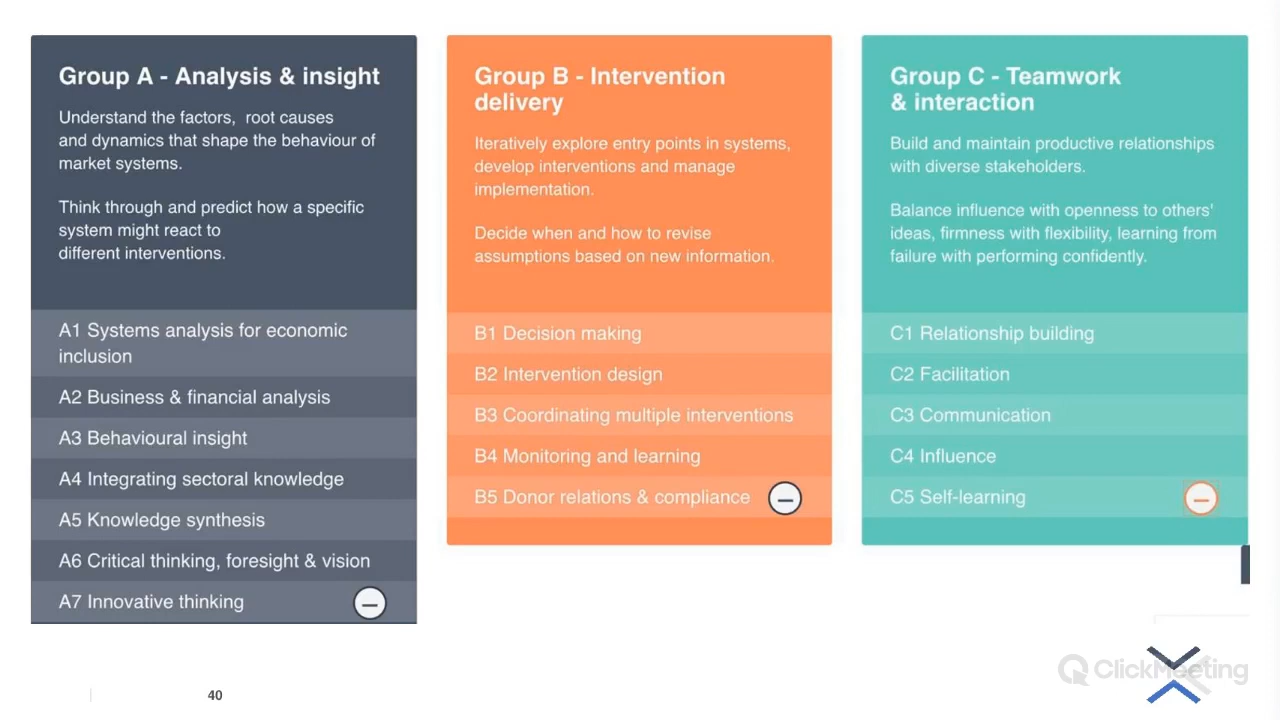 Group A - Analysis & insight
Understand the factors, root causes
and dynamics that shape the behaviour of
market systems.
Think through and predict how a specific
system might react to
different interventions.
A1 Systems analysis for economic
inclusion
A2 Business & financial analysis
A3 Behavioural insight
A4 Integrating sectoral knowledge
A5 Knowledge synthesis
A6 Critical thinking, foresight & vision
A7 Innovative thinking
Group B - Intervention
delivery
Iteratively explore entry points in systems,
develop interventions and manage
implementation.
Decide when and how to revise
assumptions based on new information.
B1 Decision making
B2 Intervention design
B3 Coordinating multiple interventions
B4 Monitoring and learning
B5 Donor relations & compliance
Group C - Teamwork
& interaction
Build and maintain productive relationships
with diverse stakeholders.
Balance influence with openness to others'
ideas, firmness with flexibility, learning from
failure with performing confidently.
C1 Relationship building
C2 Facilitation
C3 Communication
C4 Influence
C5 Self-learning
40
ClickMeeting